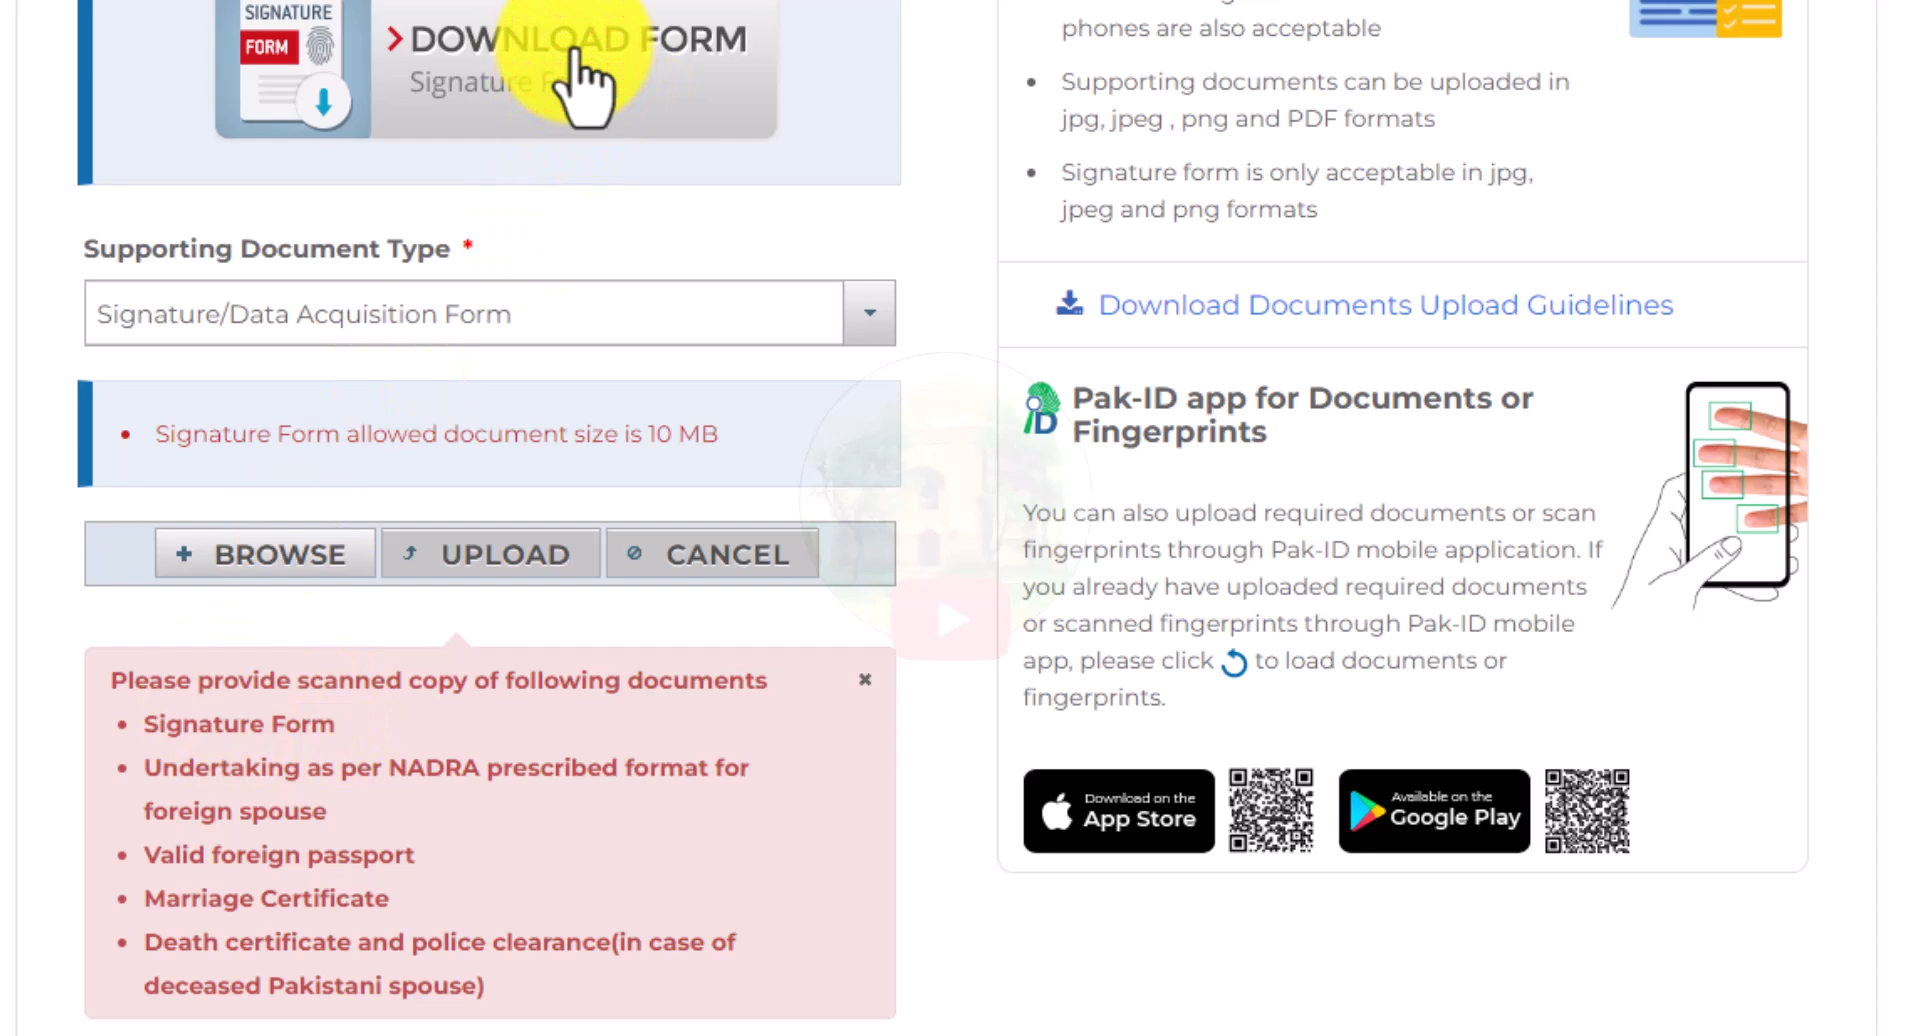 SIGNATURE
FORM
DOWNLOAD FORM
Signature
Supporting Document Type *
Signature/Data Acquisition Form
Signature Form allowed document size is 10 MB
BROWSE
UPLOAD
CANCEL
Please provide scanned copy of following documents
Signature Form
Undertaking as per NADRA prescribed format for
foreign spouse
Valid foreign passport
Marriage Certificate
Death certificate and police clearance(in case of
deceased Pakistani spouse)
phones are also acceptable
Supporting documents can be uploaded in
jpg, jpeg , png and PDF formats
Signature form is only acceptable in jpg,
jpeg and png formats
Download Documents Upload Guidelines
ID
Pak-ID app for Documents or
Fingerprints
You can also upload required documents or scan
fingerprints through Pak-ID mobile application. If
you already have uploaded required documents
or scanned fingerprints through Pak-ID mobile
app, please click to load documents or
fingerprints.
Download on the
App Store
Available on the
Google Play